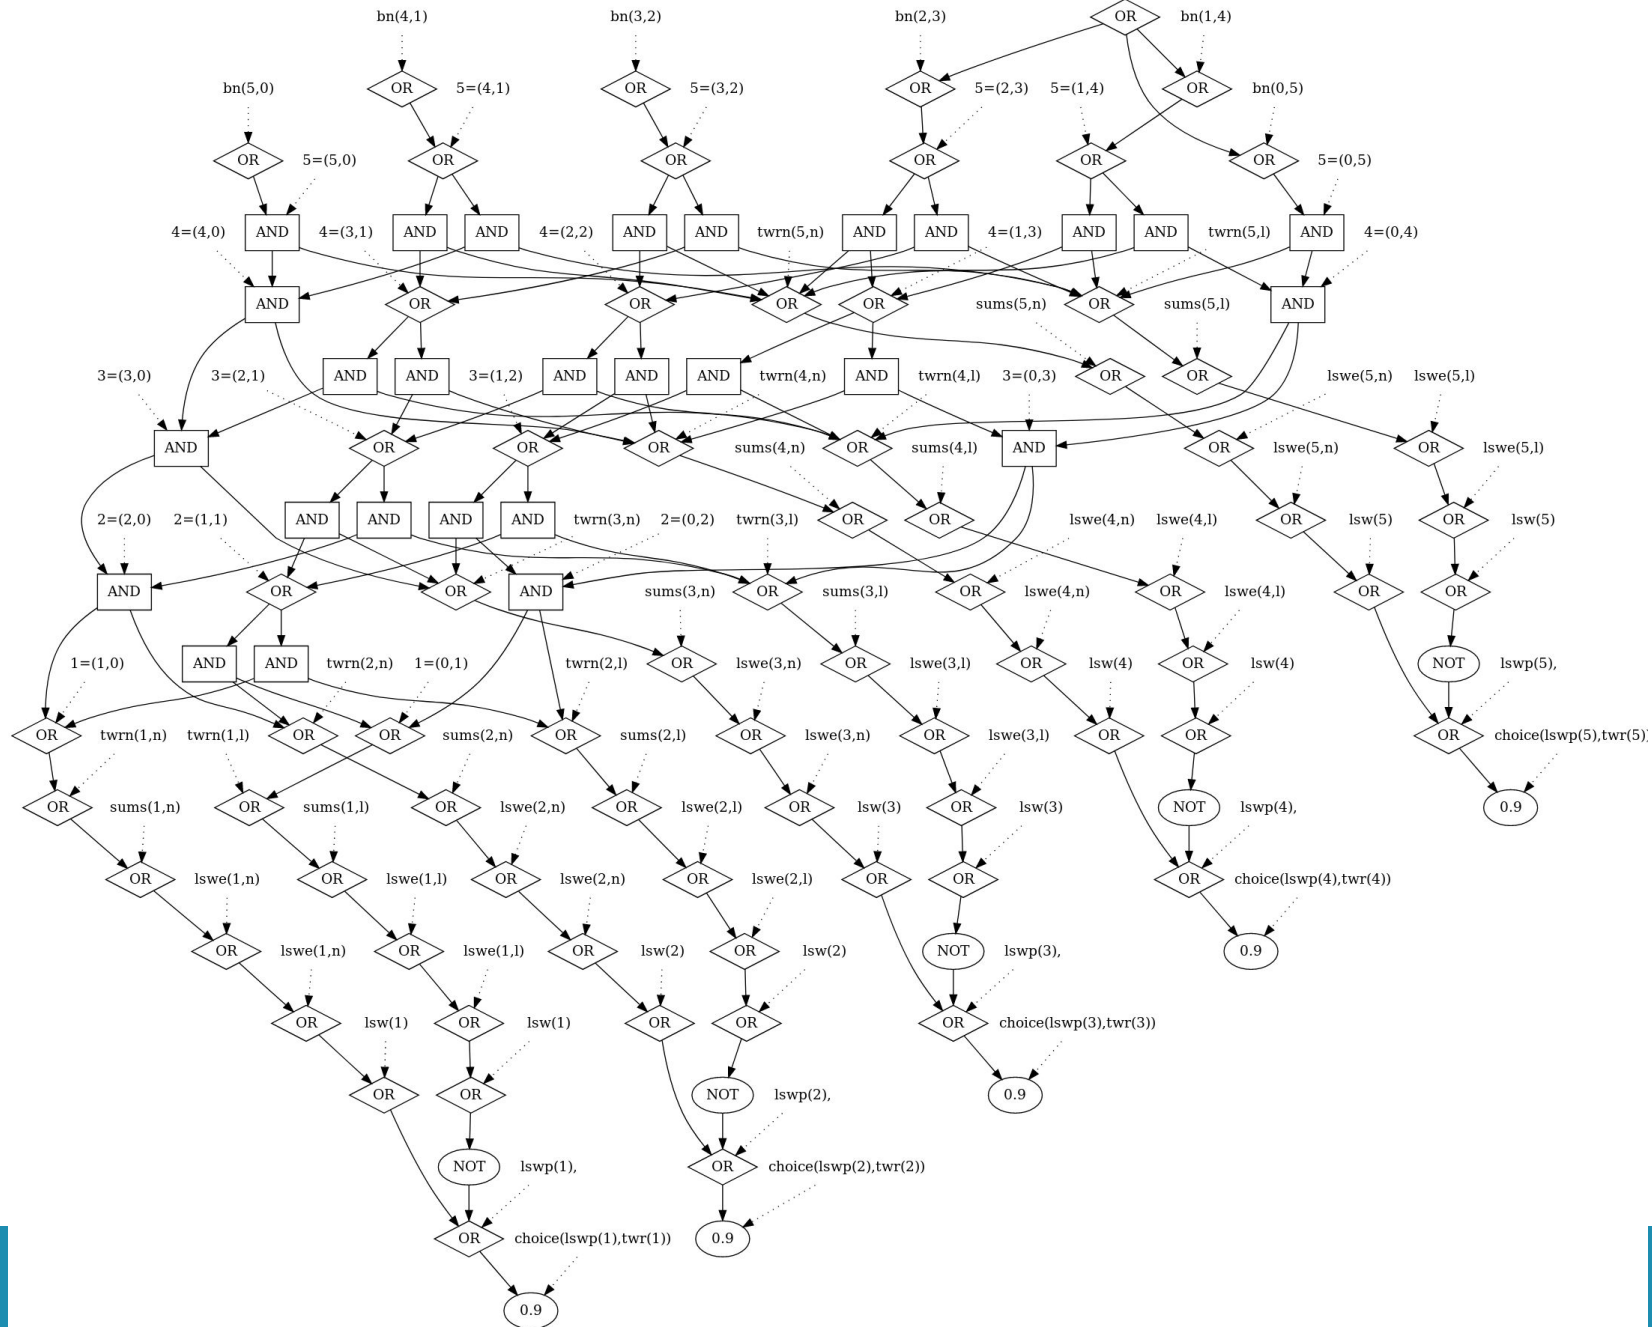 bn(4,1) bn(3,2) bn(2,3) OR bn(1,4)
bn(5,0) OR 5=(4,1) OR 5=(3,2) OR 5=(2,3) 5=(1,4) OR bn(0,5)
OR 5=(5,0) OR OR OR OR OR 5=(0,5)
4=(4,0) AND 4=(3,1) AND AND 4=(2,2) AND AND twrn(5,n) AND AND 4=(1,3) AND AND twrn(5,l) AND 4=(0,4)
AND OR OR OR OR sums(5,n) OR sums(5,l) AND
3=(3,0) 3=(2,1) AND AND 3=(1,2) AND AND AND twrn(4,n) AND twrn(4,l) 3=(0,3) OR OR lswe(5,n) lswe(5,l)
AND OR OR OR sums(4,n) OR sums(4,l) AND OR lswe(5,n) OR lswe(5,l)
2=(2,0) 2=(1,1) AND AND AND AND twrn(3,n) 2=(0,2) twrn(3,l) OR OR lswe(4,n) lswe(4,l) OR lsw(5) OR lsw(5)
AND OR OR AND sums(3,n) OR sums(3,l) OR lswe(4,n) OR lswe(4,l) OR OR
1=(1,0) AND AND twrn(2,n) 1=(0,1) twrn(2,l) OR lswe(3,n) OR lswe(3,l) OR lsw(4) OR lsw(4) NOT lswp(5),
OR twrn(1,n) twrn(1,l) OR OR sums(2,n) OR sums(2,l) OR lswe(3,n) OR lswe(3,l) OR OR OR choice(lswp(5),twr(5))
OR sums(1,n) OR sums(1,l) OR lswe(2,n) OR lswe(2,l) OR lsw(3) OR lsw(3) NOT lswp(4), 0.9
OR lswe(1,n) OR lswe(1,l) OR lswe(2,n) OR lswe(2,l) OR OR OR choice(lswp(4),twr(4))
OR lswe(1,n) OR lswe(1,l) OR lsw(2) OR lsw(2) NOT lswp(3), 0.9
OR lsw(1) OR lsw(1) OR OR OR choice(lswp(3),twr(3))
OR OR NOT lswp(2), 0.9
NOT lswp(1), OR choice(lswp(2),twr(2))
OR choice(lswp(1),twr(1)) 0.9
0.9